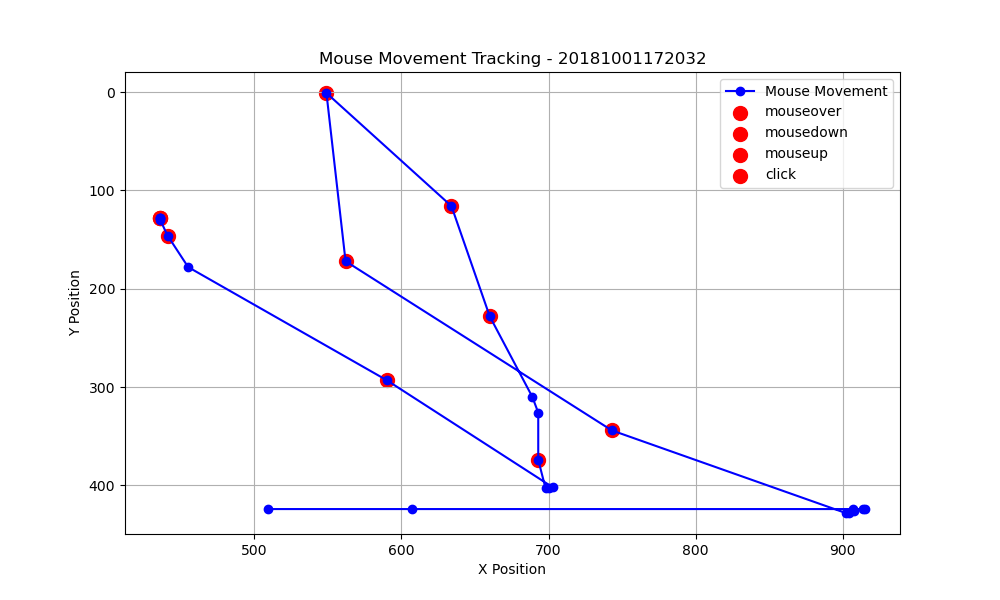 Mouse Movement Tracking - 20181001172032
Mouse Movement
mouseover
mousedown
mouseup
click
0
100
200
300
400
Y Position
500
600
700
800
900
X Position